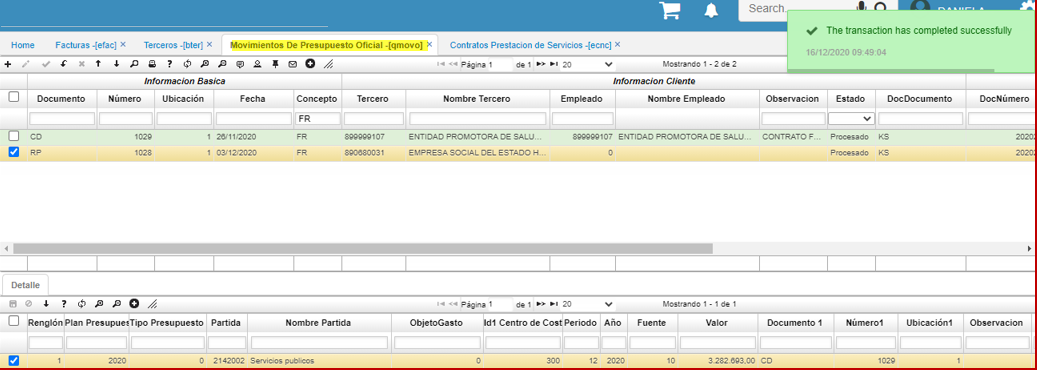 Search... DANIELA
The transaction has completed successfully
16/12/2020 09:49:04
Home Facturas -[efac] × Terceros -[bter] × Movimientos De Presupuesto Oficial -[qmovo] × Contratos Prestacion de Servicios -[ecnc] ×
Página 1 de 1 20 Mostrando 1 - 2 de 2
Informacion Basica Informacion Cliente
Documento Número Ubicación Fecha Concepto Tercero Nombre Tercero Empleado Nombre Empleado Observacion Estado DocDocumento DocNúmero
FR
CD 1029 1 26/11/2020 FR 899999107 ENTIDAD PROMOTORA DE SALU... 899999107 ENTIDAD PROMOTORA DE SALU... CONTRATO F... Procesado KS 2020
RP 1028 1 03/12/2020 FR 890680031 EMPRESA SOCIAL DEL ESTADO H... 0 Procesado KS 2020
Detalle
Página 1 de 1 20 Mostrando 1 - 1 de 1
Renglón Plan Presupues Tipo Presupuesto Partida Nombre Partida ObjetoGasto Id1 Centro de Cost Periodo Año Fuente Valor Documento 1 Número1 Ubicación1 Observacion
1 2020 0 2142002 Servicios publicos 0 300 12 2020 10 3.282.693,00 CD 1029 1